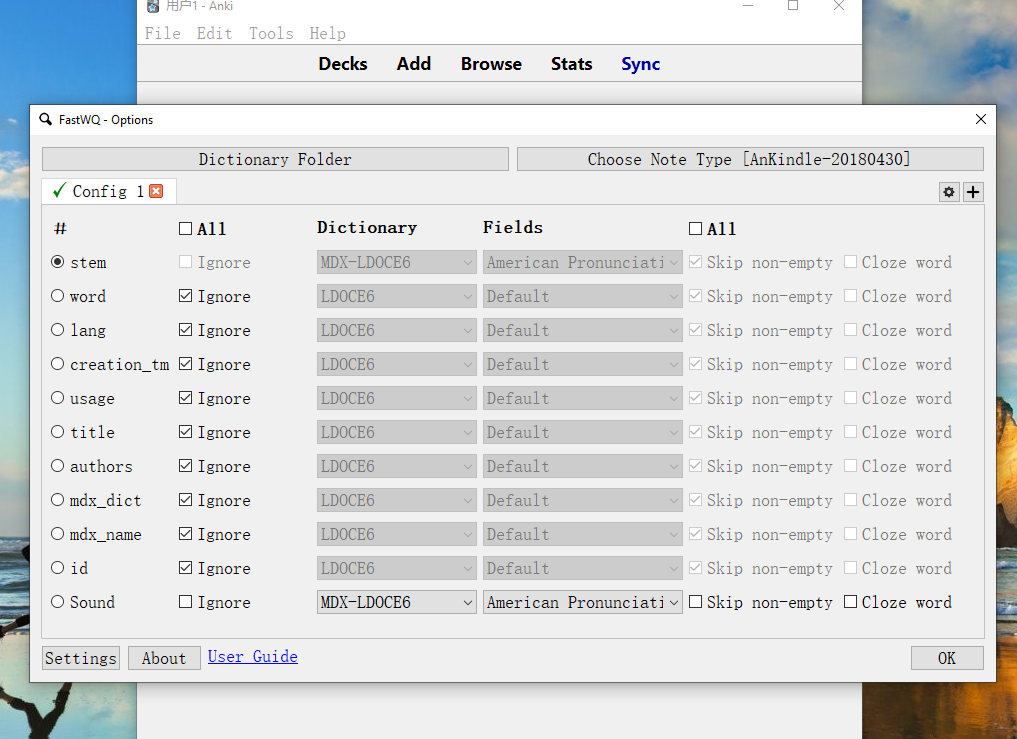 用户1 - Anki
File Edit Tools Help
Decks Add Browse Stats Sync
FastWQ - Options
Dictionary Folder Choose Note Type [AnKindle-20180430]
Config 1
# All Dictionary Fields All
stem Ignore MDX-LDOCE6 American Pronunciati Skip non-empty Cloze word
word Ignore LDOCE6 Default Skip non-empty Cloze word
lang Ignore LDOCE6 Default Skip non-empty Cloze word
creation_tm Ignore LDOCE6 Default Skip non-empty Cloze word
usage Ignore LDOCE6 Default Skip non-empty Cloze word
title Ignore LDOCE6 Default Skip non-empty Cloze word
authors Ignore LDOCE6 Default Skip non-empty Cloze word
mdx_dict Ignore LDOCE6 Default Skip non-empty Cloze word
mdx_name Ignore LDOCE6 Default Skip non-empty Cloze word
id Ignore LDOCE6 Default Skip non-empty Cloze word
Sound Ignore MDX-LDOCE6 American Pronunciati Skip non-empty Cloze word
Settings About User Guide OK